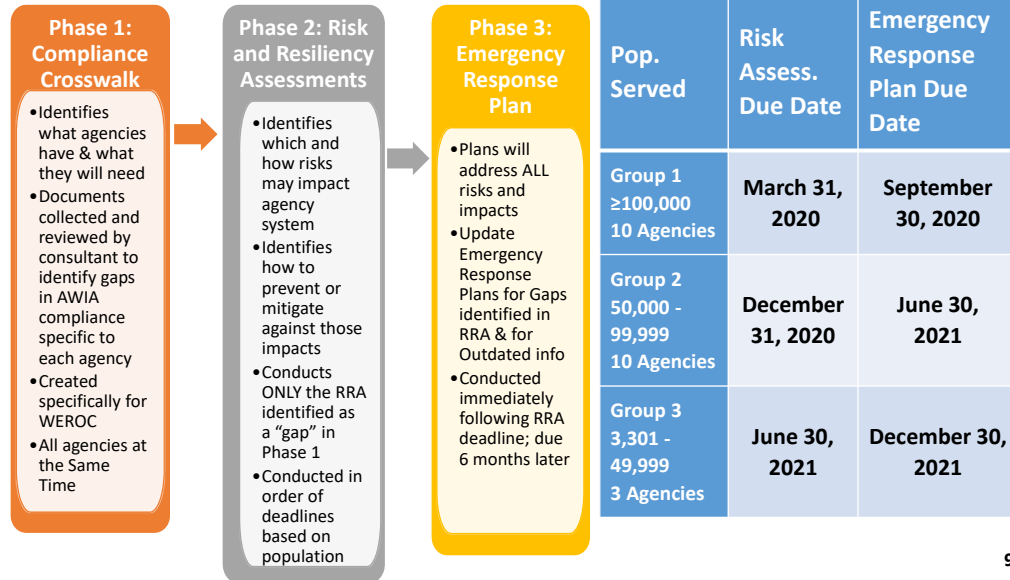 Phase 1:
Compliance
Crosswalk
•Identifies
what agencies
have & what
they will need
•Documents
collected and
reviewed by
consultant to
identify gaps
in AWIA
compliance
specific to
each agency
•Created
specifically for
WEROC
•All agencies at
the Same
Time
Phase 2: Risk
and Resiliency
Assessments
•Identifies
which and
how risks
may impact
agency
system
•Identifies
how to
prevent or
mitigate
against those
impacts
•Conducts
ONLY the RRA
identified as
a “gap” in
Phase 1
•Conducted in
order of
deadlines
based on
population
Phase 3:
Emergency
Response
Plan
•Plans will
address ALL
risks and
impacts
•Update
Emergency
Response
Plans for Gaps
identified in
RRA & for
Outdated info
•Conducted
immediately
following RRA
deadline; due
6 months later
Pop.
Served
Risk
Assess.
Due Date
Emergency
Response
Plan Due
Date
Group 1
≥100,000
10 Agencies
March 31,
2020
September
30, 2020
Group 2
50,000 -
99,999
10 Agencies
December
31, 2020
June 30,
2021
Group 3
3,301 -
49,999
3 Agencies
June 30,
2021
December 30,
2021
9